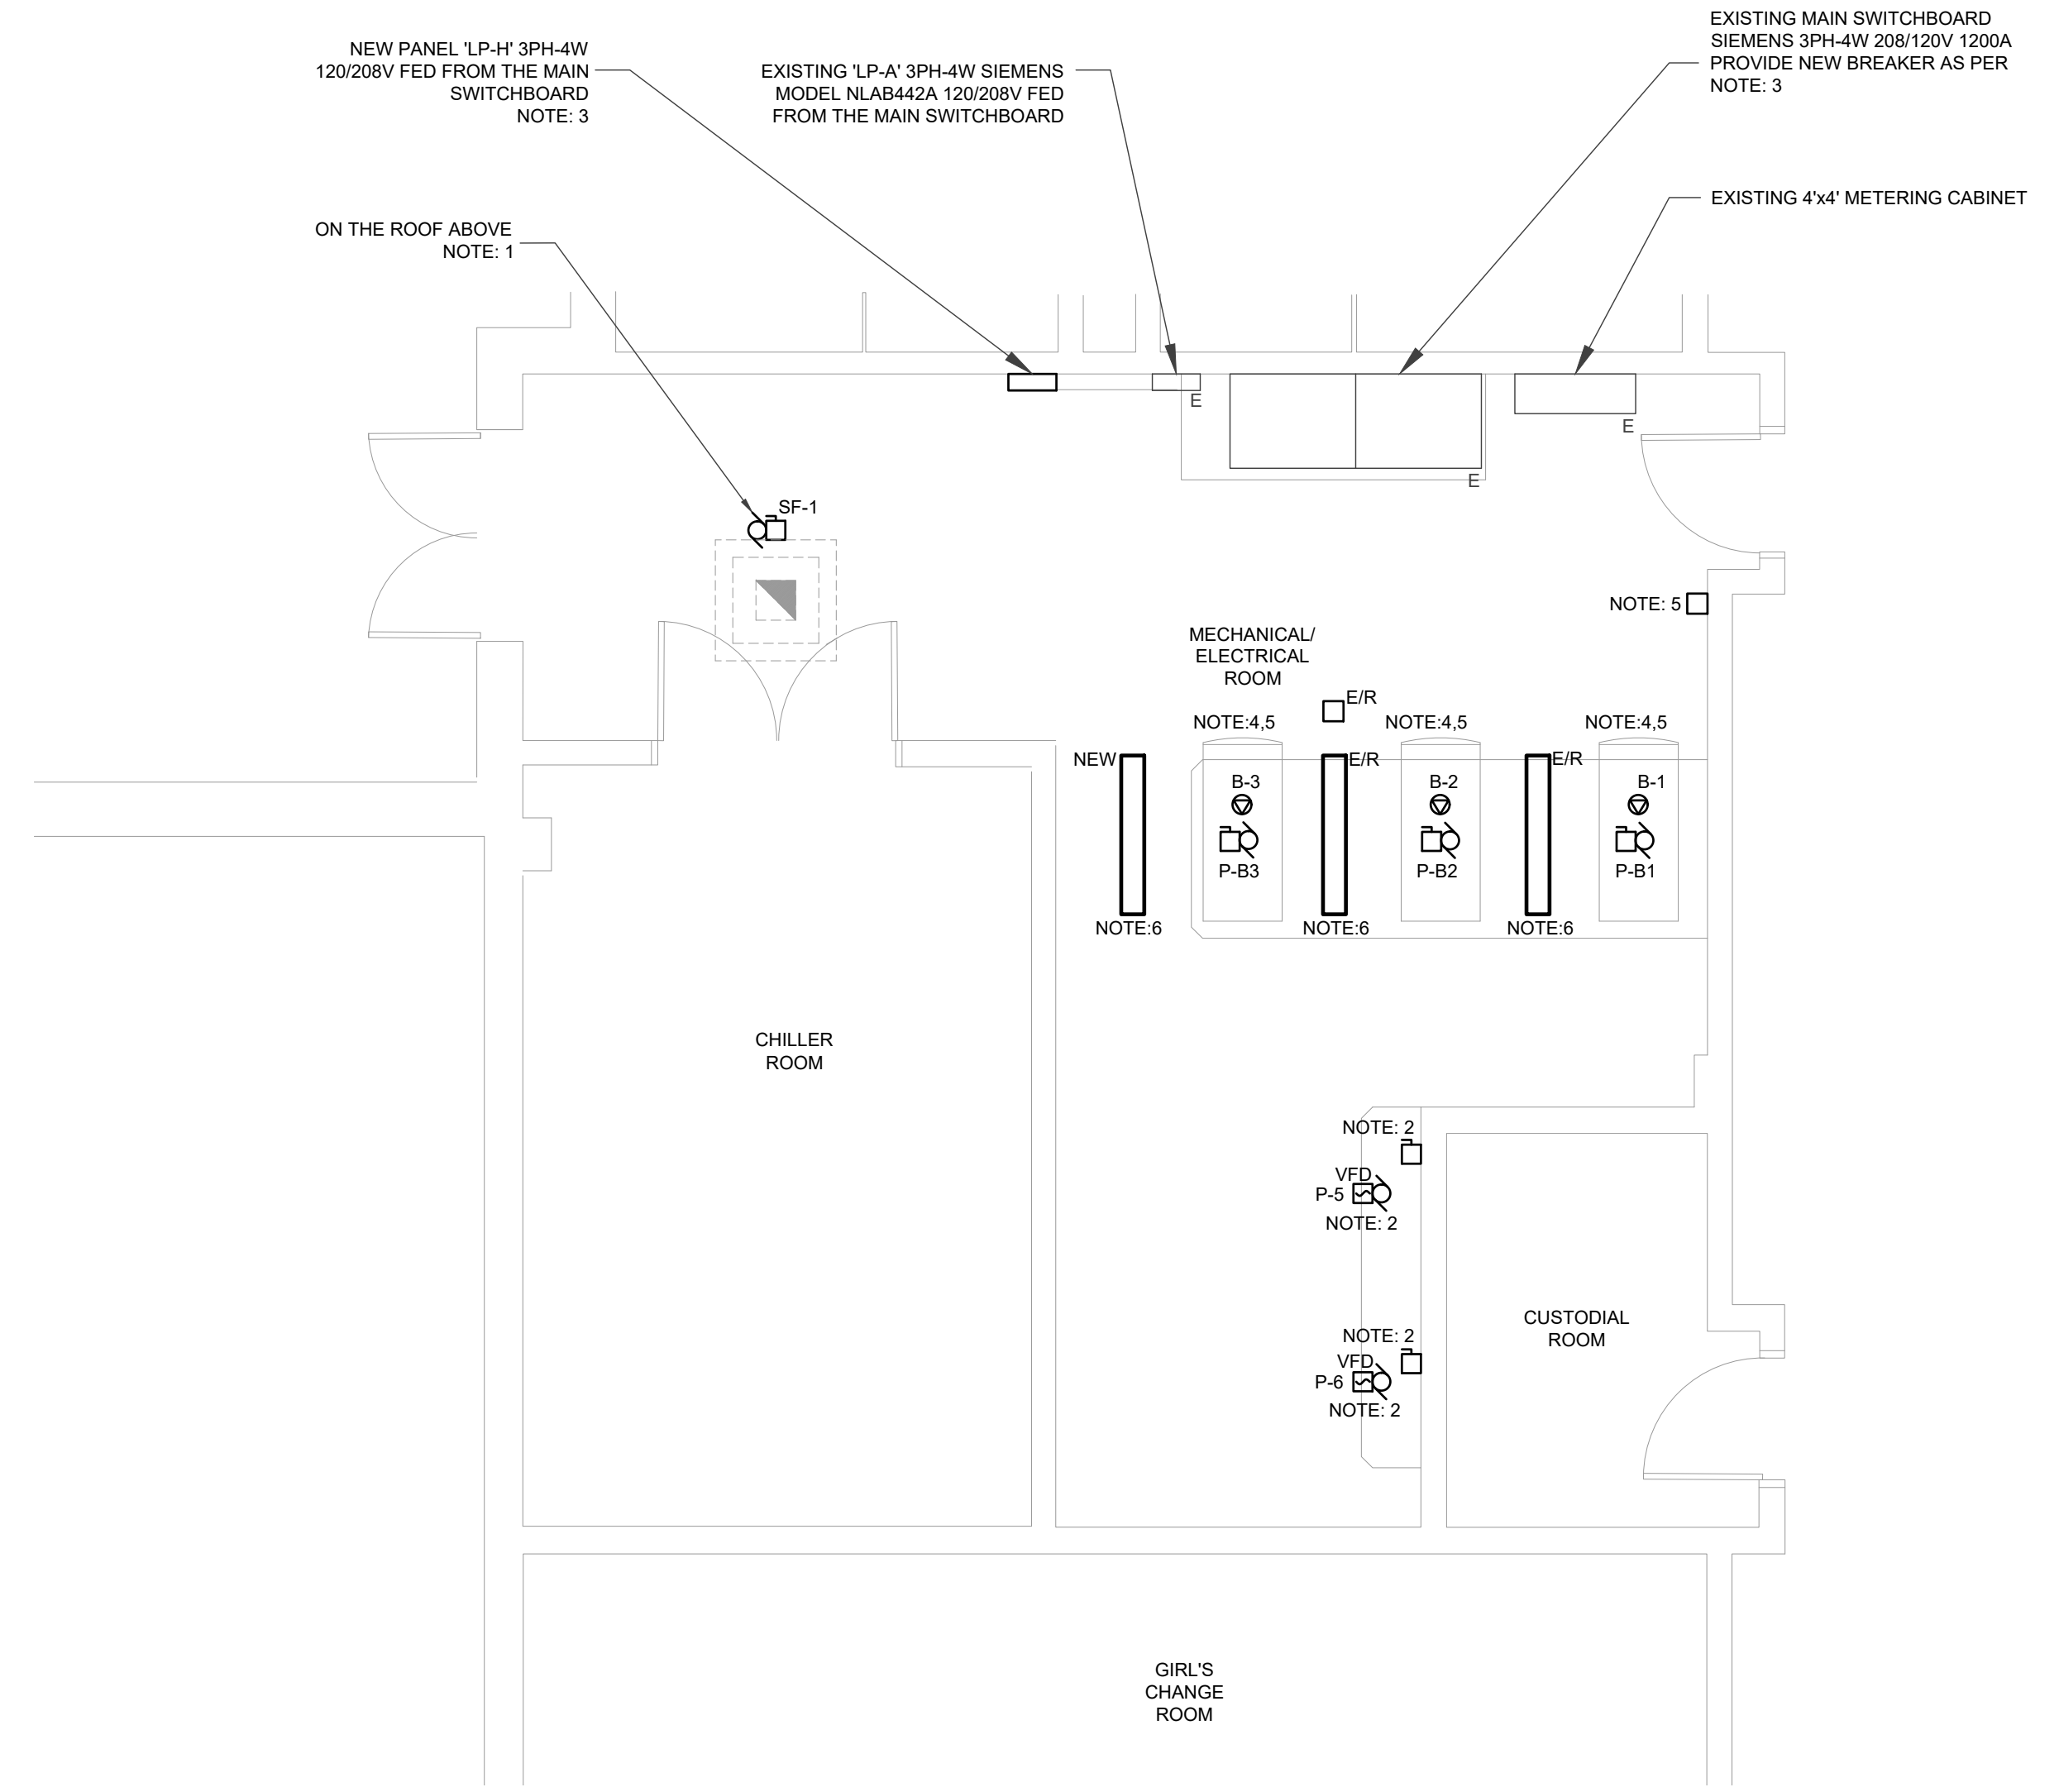 EXISTING MAIN SWITCHBOARD
SIEMENS 3PH-4W 208/120V 1200A
PROVIDE NEW BREAKER AS PER
NOTE: 3
NEW PANEL 'LP-H' 3PH-4W
120/208V FED FROM THE MAIN
SWITCHBOARD
NOTE: 3
EXISTING 'LP-A' 3PH-4W SIEMENS
MODEL NLAB442A 120/208V FED
FROM THE MAIN SWITCHBOARD
EXISTING 4'x4' METERING CABINET
ON THE ROOF ABOVE
NOTE: 1
E
E
E
SF-1
NOTE: 5
MECHANICAL/
ELECTRICAL
ROOM
E/R
NOTE:4,5
NOTE:4,5
NOTE:4,5
NEW
E/R
E/R
B-3
B-2
B-1
P-B3
P-B2
P-B1
NOTE:6
NOTE:6
NOTE:6
CHILLER
ROOM
NOTE: 2
VFD
P-5
NOTE: 2
CUSTODIAL
ROOM
NOTE: 2
VFD
P-6
NOTE: 2
GIRL'S
CHANGE
ROOM